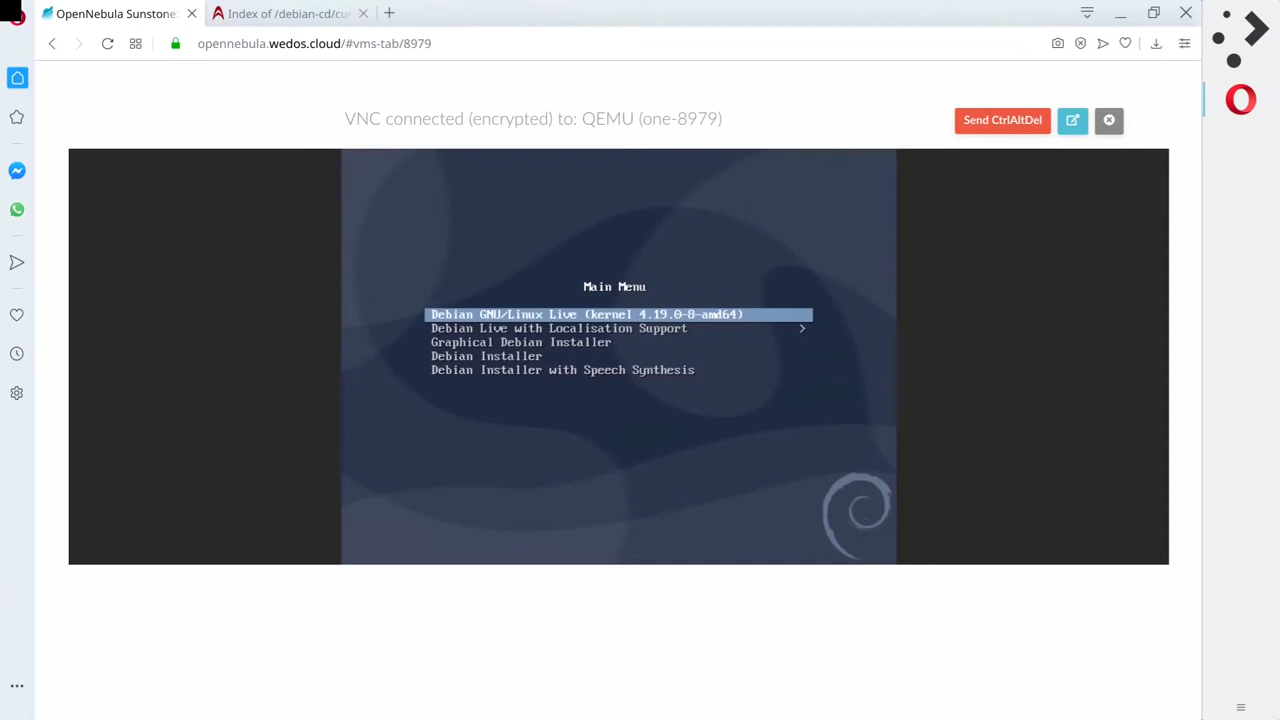 OpenNebula Sunstone:
Index of /debian-cd/cu
opennebula.wedos.cloud/#vms-tab/8979
VNC connected (encrypted) to: QEMU (one-8979)
Send CtrlAltDel
Main Menu
Debian GNU/Linux Live (kernel 4.19.0-8-amd64)
Debian Live with Localisation Support
Graphical Debian Installer
Debian Installer
Debian Installer with Speech Synthesis